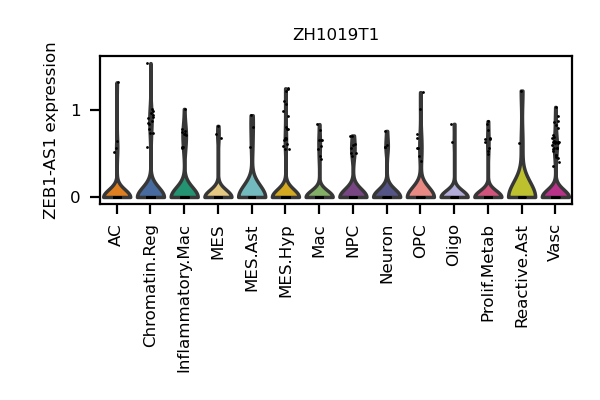 ZH1019T1
ZEB1-AS1 expression
1
0
AC
Chromatin.Reg
Inflammatory.Mac
MES
MES.Ast
MES.Hyp
Mac
NPC
Neuron
OPC
Oligo
Prolif.Metab
Reactive.Ast
Vasc